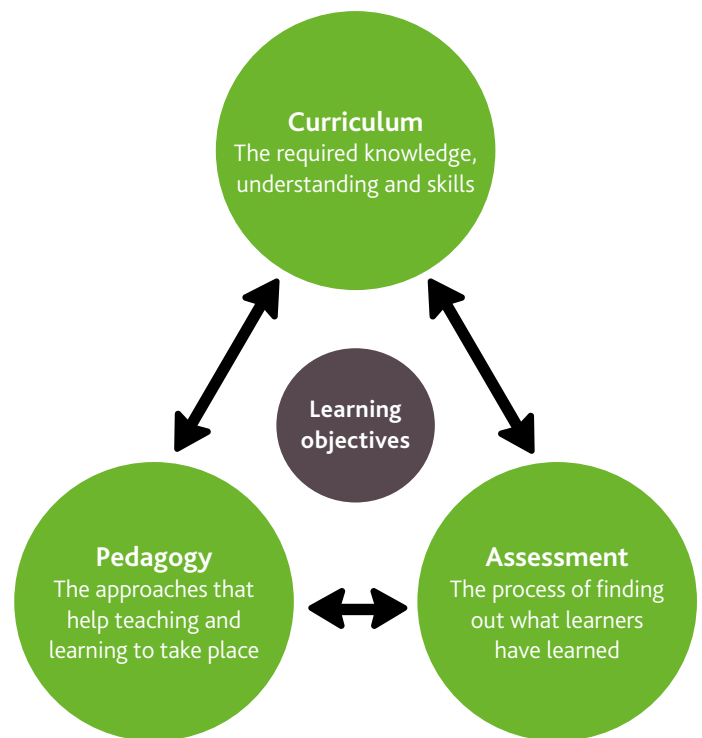 Curriculum
The required knowledge,
understanding and skills
Learning
objectives
Pedagogy
The approaches that
help teaching and
learning to take place
Assessment
The process of finding
out what learners
have learned